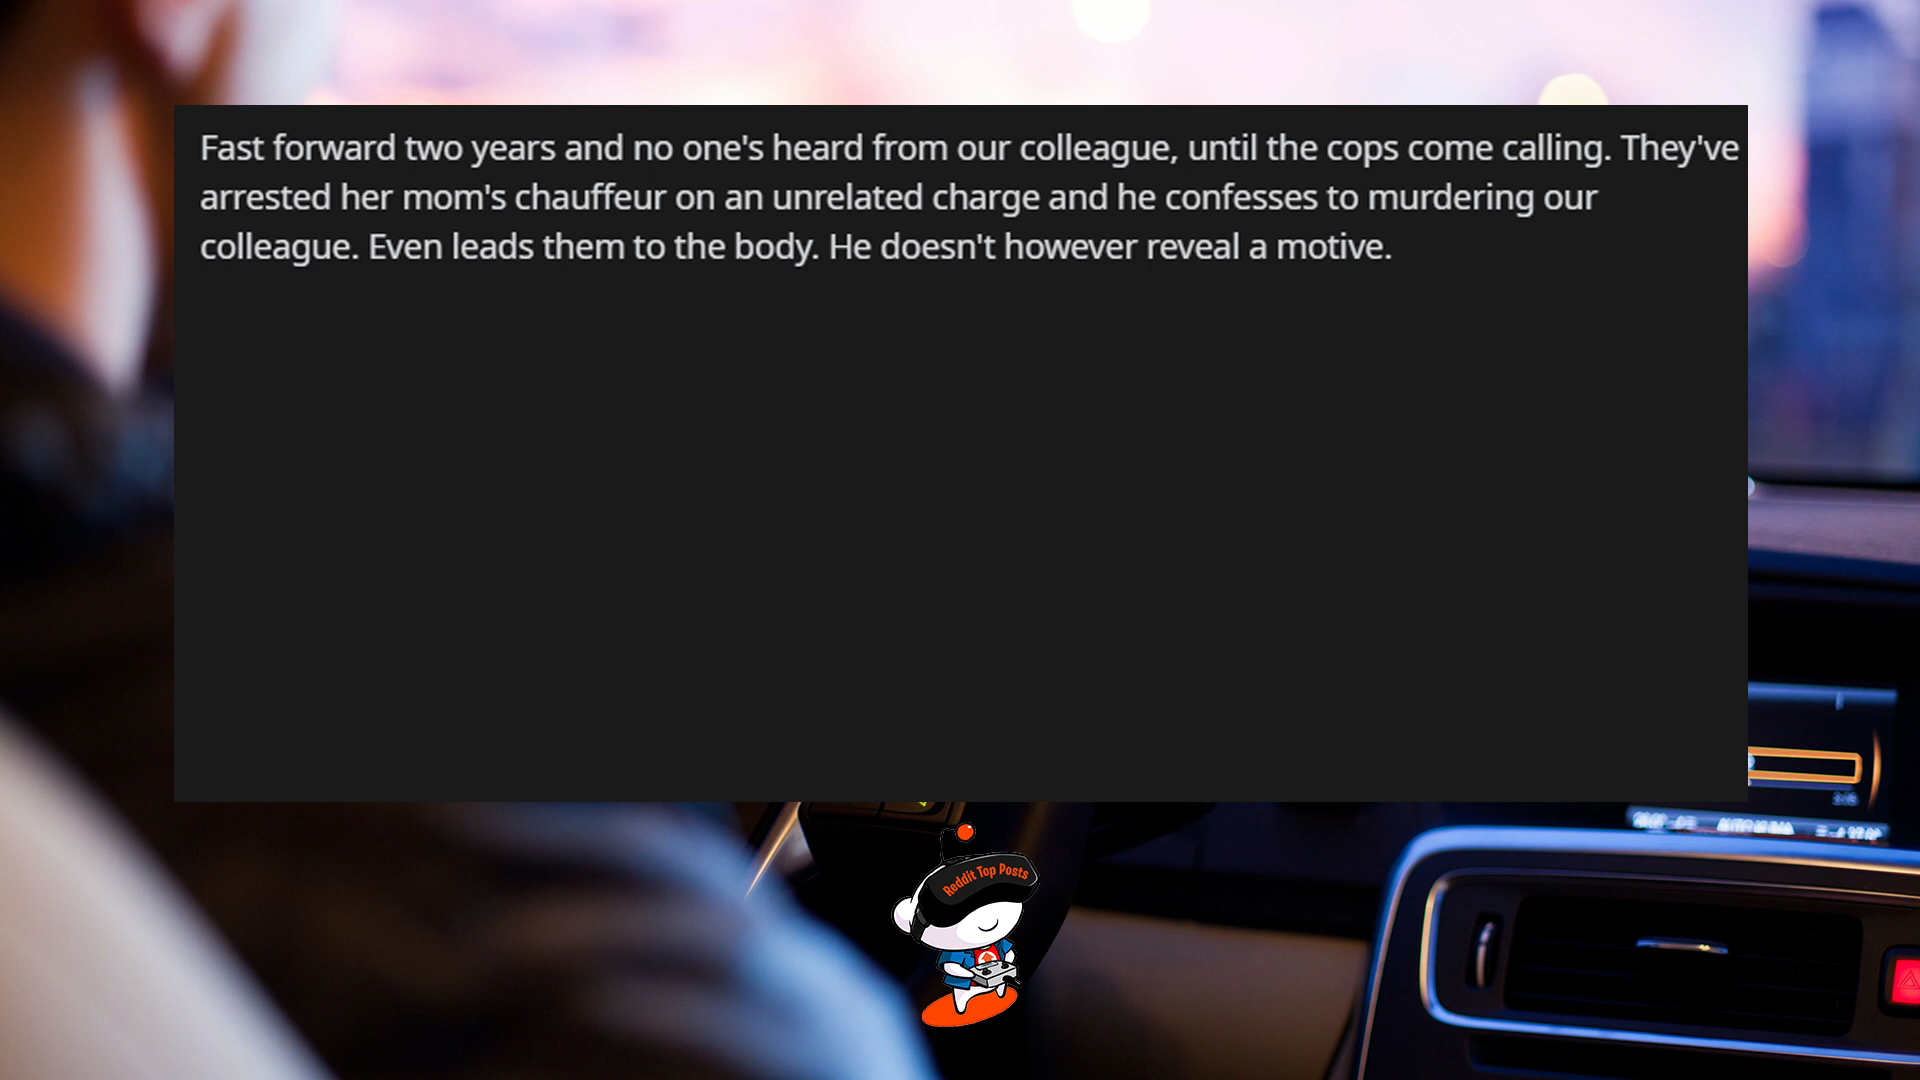 Fast forward two years and no one's heard from our colleague, until the cops come calling. They've
arrested her mom's chauffeur on an unrelated charge and he confesses to murdering our
colleague. Even leads them to the body. He doesn't however reveal a motive.
Reddit Top Posts